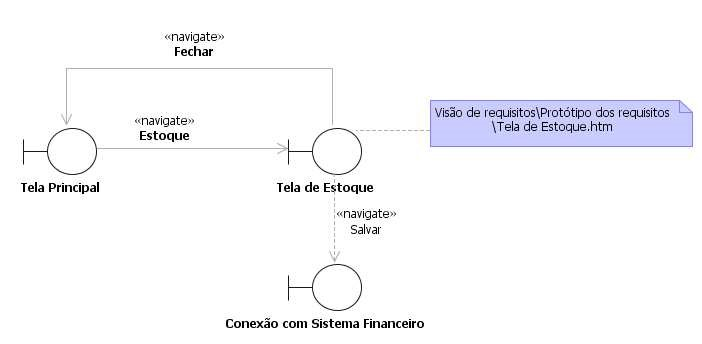 «navigate»
Fechar
«navigate»
Estoque
Visão de requisitos\Protótipo dos requisitos
\Tela de Estoque.htm
Tela Principal
Tela de Estoque
«navigate»
Salvar
Conexão com Sistema Financeiro